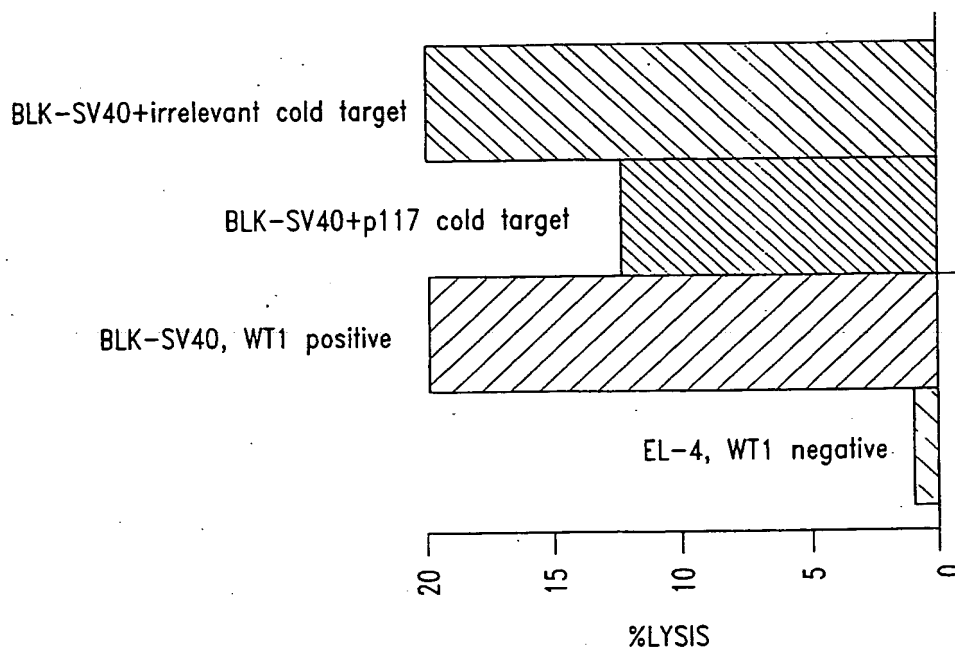 BLK-SV40+irrelevant cold target
BLK-SV40+p117 cold target
BLK-SV40, WT1 positive
EL-4, WT1 negative
20
15
10
5
0
%LYSIS